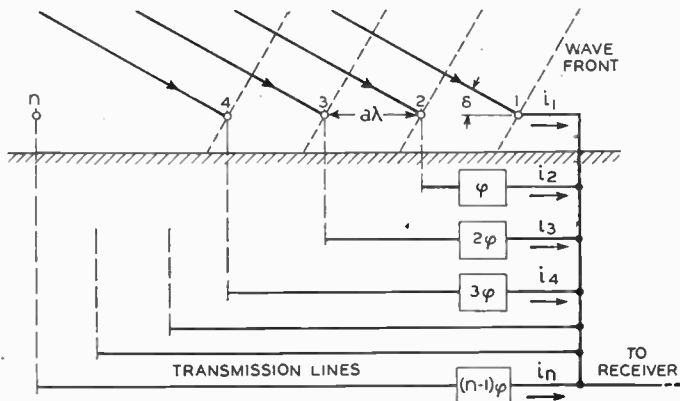 WAVE
FRONT
n
4
3
2
1
aλ
δ
i1
i2
φ
i3
2φ
i4
3φ
TRANSMISSION LINES
TO
RECEIVER
(n-1)φ
in